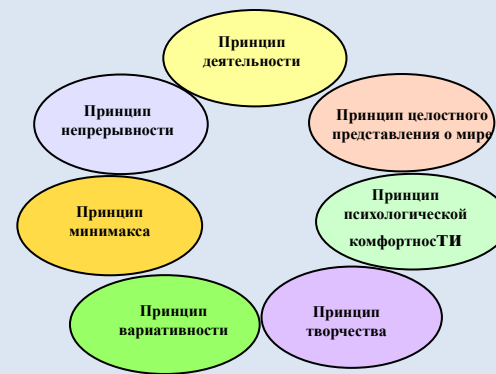 Принцип
деятельности
Принцип целостного
представления о мире
Принцип
психологической
комфортности
Принцип
творчества
Принцип
вариативности
Принцип
минимакса
Принцип
непрерывности